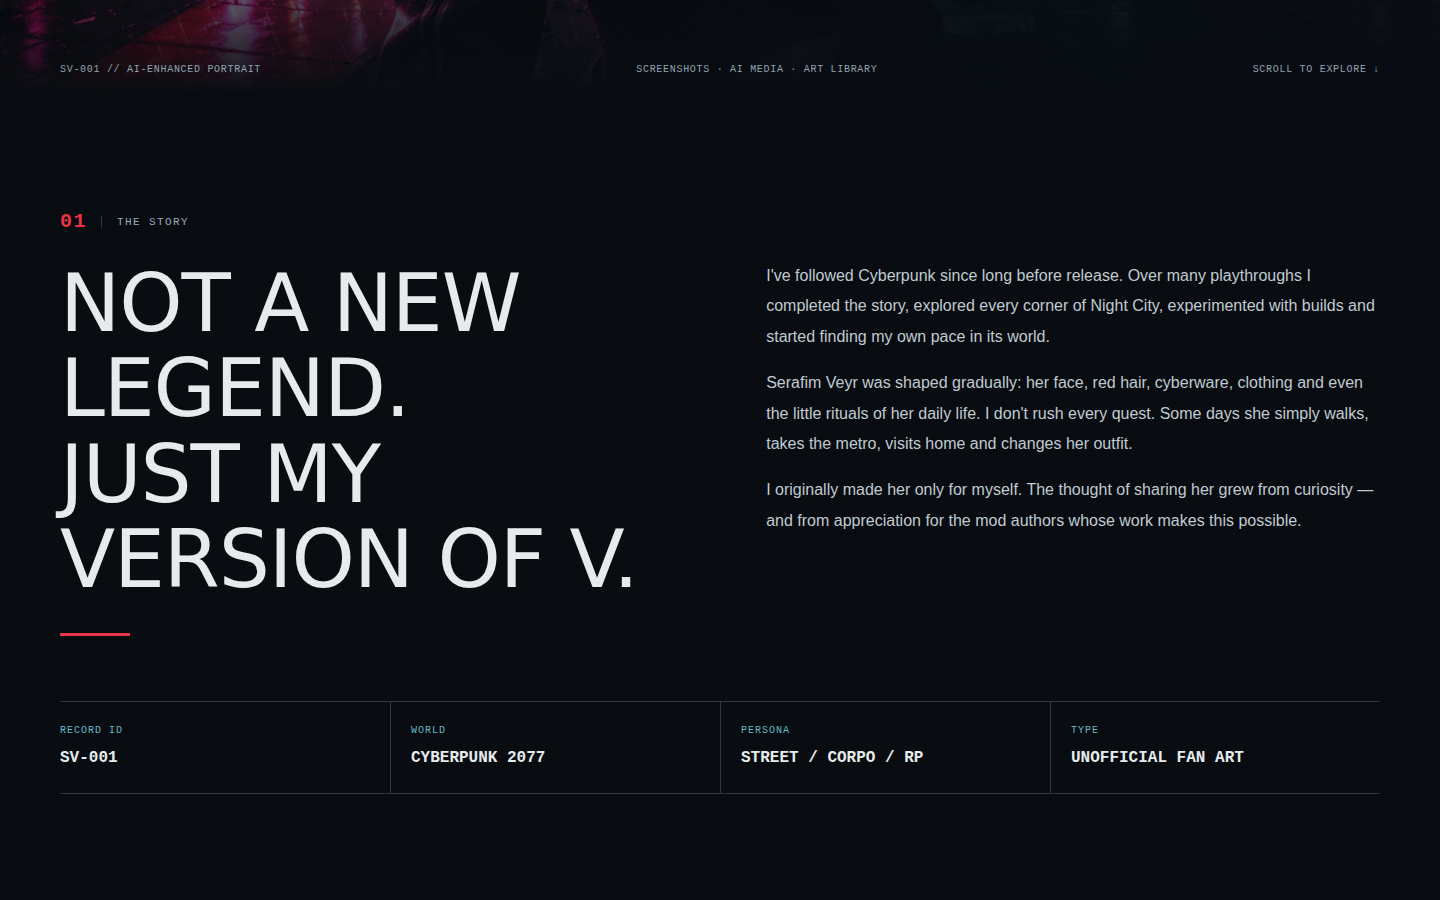 SV-001 // AI-ENHANCED PORTRAIT
SCREENSHOTS · AI MEDIA · ART LIBRARY
SCROLL TO EXPLORE ↓
01
THE STORY
NOT A NEW
LEGEND.
JUST MY
VERSION OF V.
I've followed Cyberpunk since long before release. Over many playthroughs I
completed the story, explored every corner of Night City, experimented with builds and
started finding my own pace in its world.
Serafim Veyr was shaped gradually: her face, red hair, cyberware, clothing and even
the little rituals of her daily life. I don't rush every quest. Some days she simply walks,
takes the metro, visits home and changes her outfit.
I originally made her only for myself. The thought of sharing her grew from curiosity —
and from appreciation for the mod authors whose work makes this possible.
RECORD ID
SV-001
WORLD
CYBERPUNK 2077
PERSONA
STREET / CORPO / RP
TYPE
UNOFFICIAL FAN ART